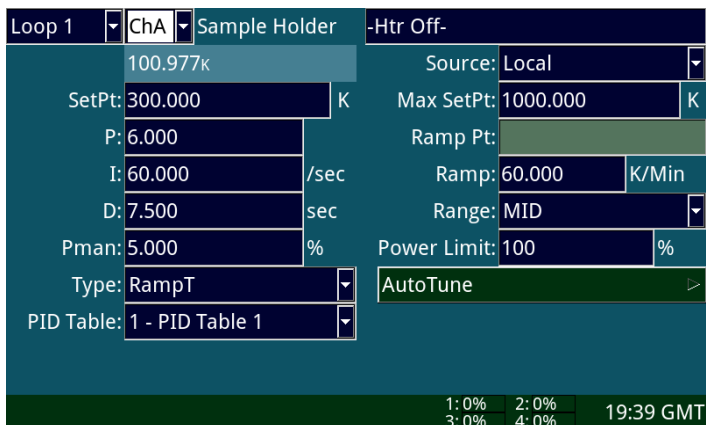 Loop 1 ChA Sample Holder -Htr Off-
100.977K Source: Local
SetPt: 300.000 K Max SetPt: 1000.000 K
P: 6.000 Ramp Pt:
I: 60.000 /sec Ramp: 60.000 K/Min
D: 7.500 sec Range: MID
Pman: 5.000 % Power Limit: 100 %
Type: RampT AutoTune
PID Table: 1 - PID Table 1
1: 0% 2: 0%
3: 0% 4: 0% 19:39 GMT